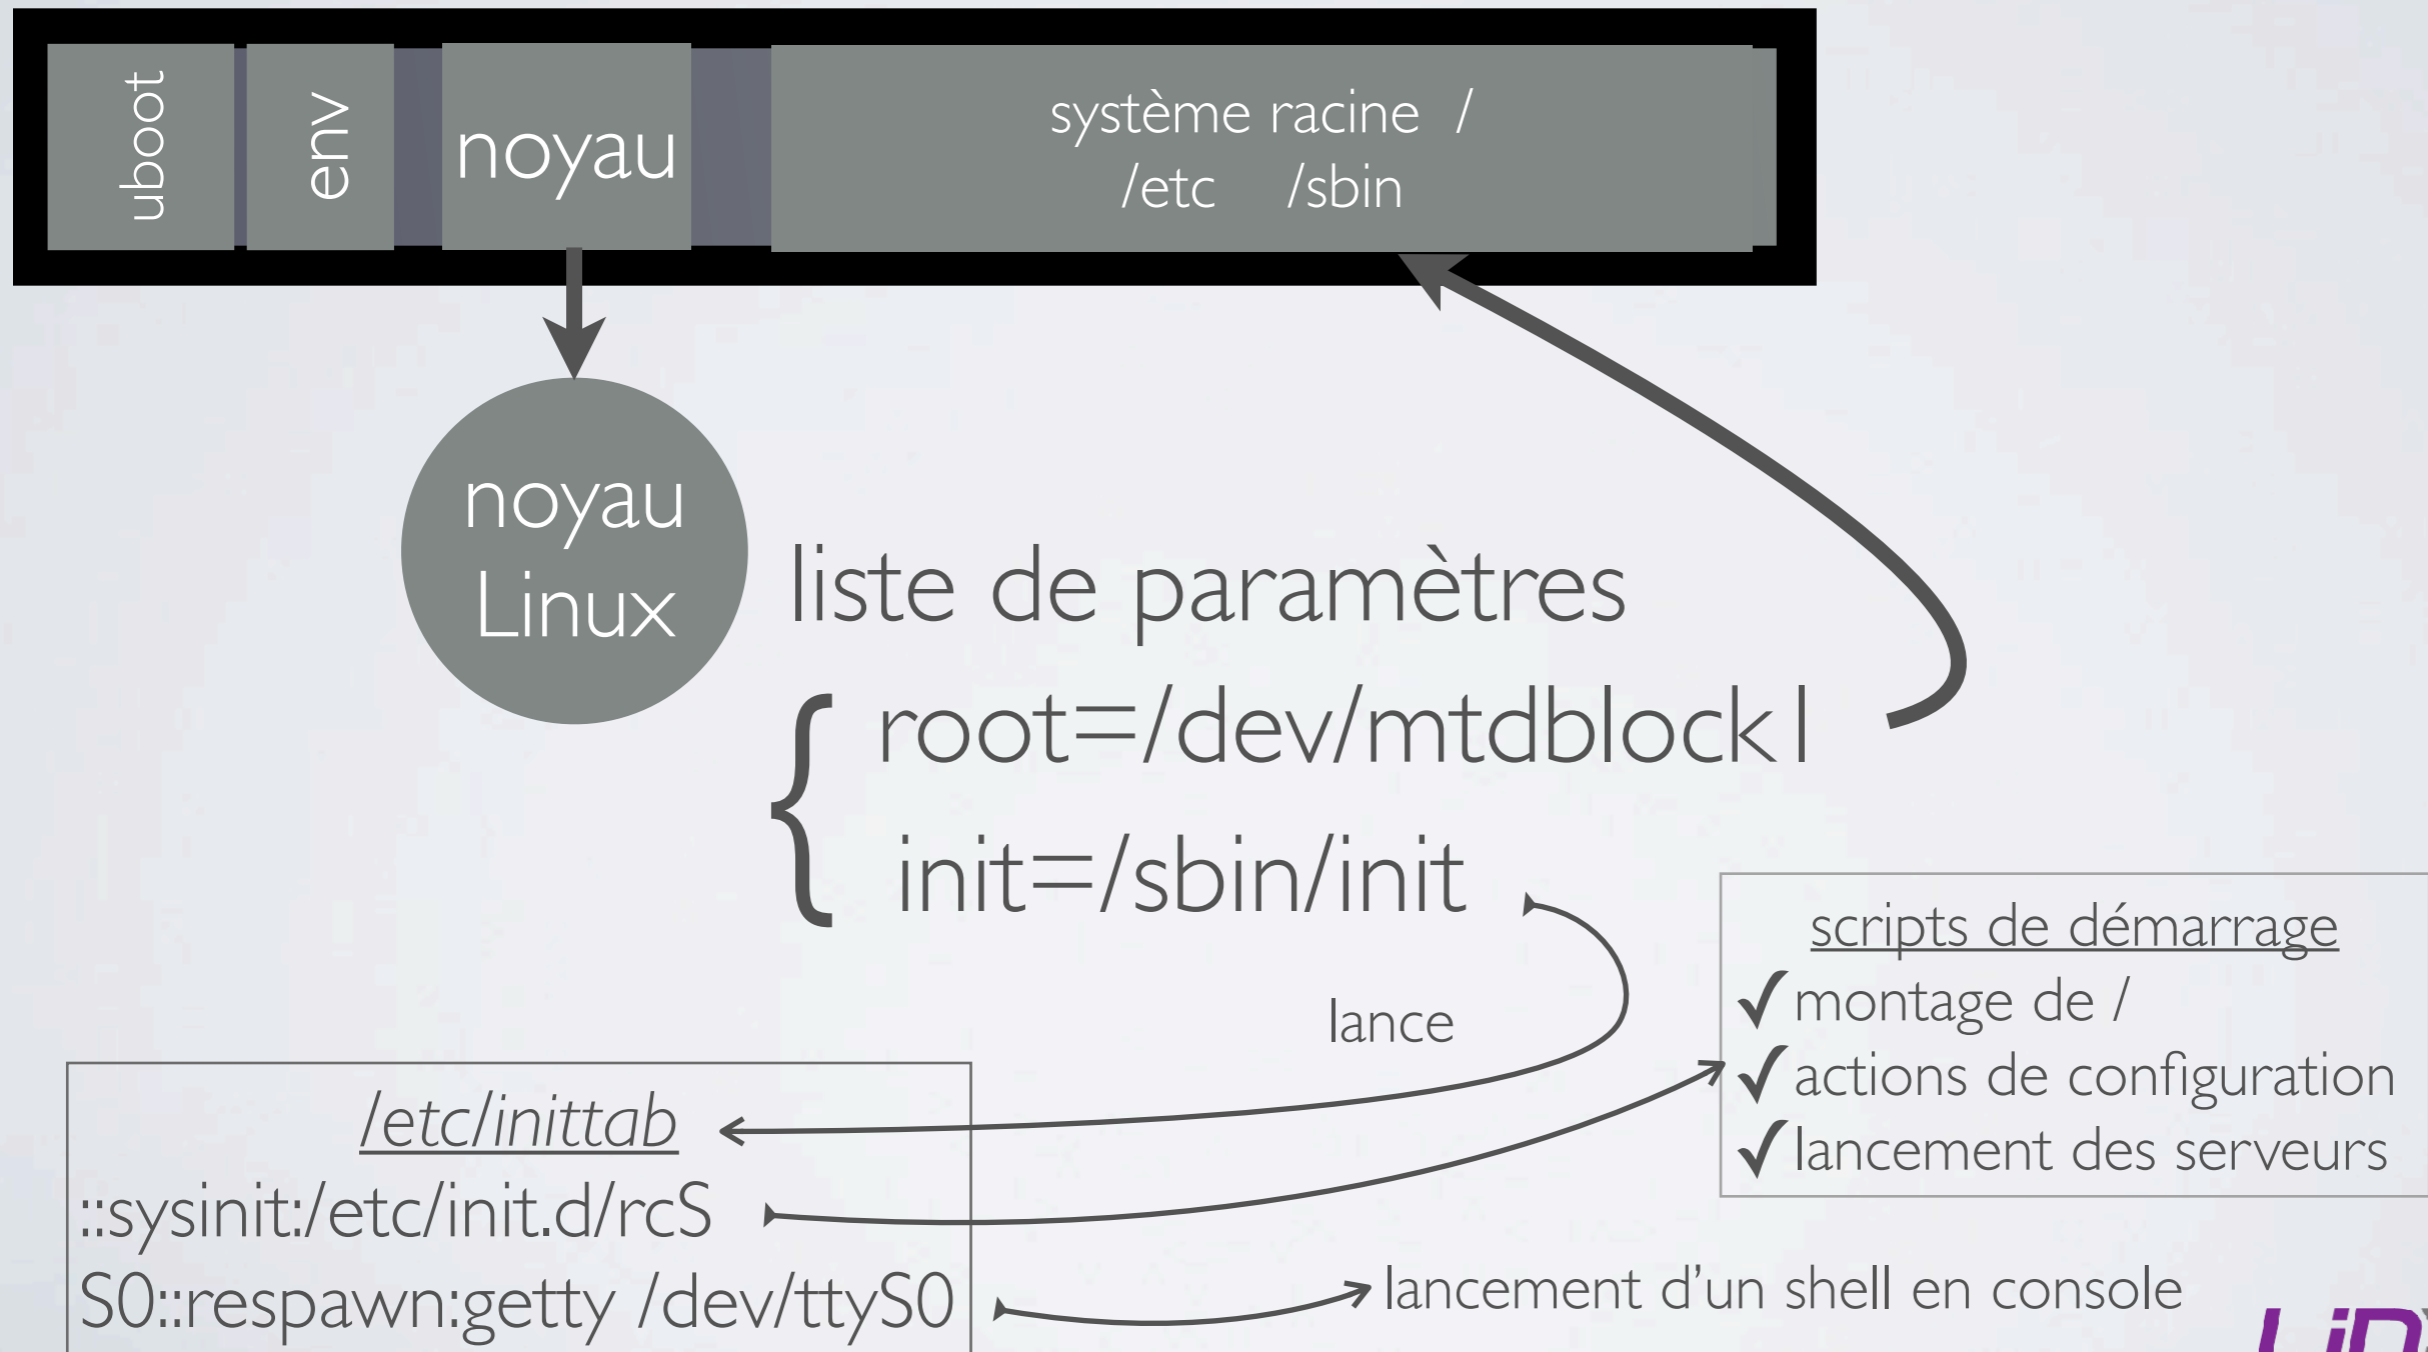 uboot
env
noyau
système racine /
/etc /sbin
noyau
Linux
liste de paramètres
{ root=/dev/mtdblock1
init=/sbin/init
lance
scripts de démarrage
✓montage de /
✓actions de configuration
✓lancement des serveurs
/etc/inittab
::sysinit:/etc/init.d/rcS
S0::respawn:getty /dev/ttyS0
lancement d’un shell en console